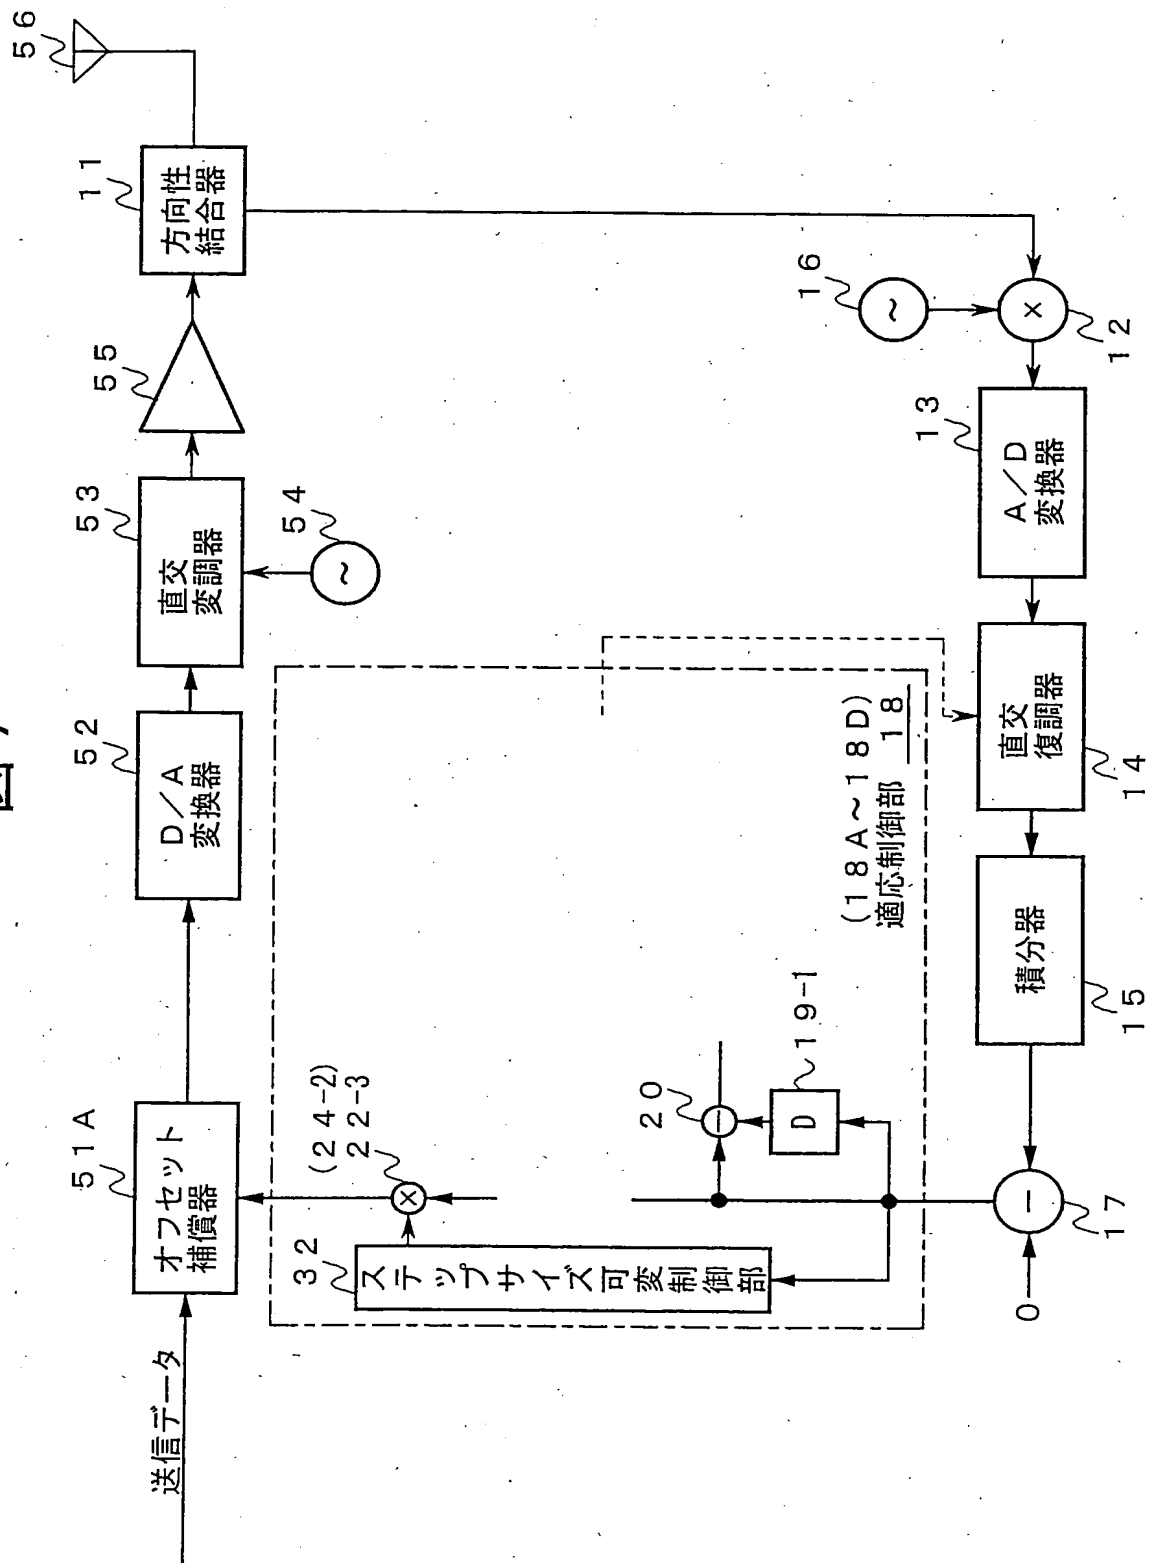 図7
送信データ
51A
オフセット
補償器
52
D/A
変換器
53
直交
変調器
54
~
55
11
方向性
結合器
56
32
ステップサイズ可変制御部
(24-2)
22-3
×
20
−
D
19-1
(18A~18D)
適応制御部 18
0
−
17
積分器
15
直交
復調器
14
A/D
変換器
13
16
~
×
12